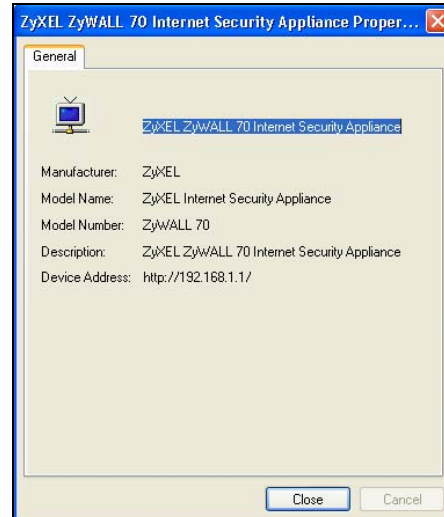 ZyXEL ZyWALL 70 Internet Security Appliance Proper...
General
ZyXEL ZyWALL 70 Internet Security Appliance
Manufacturer: ZyXEL
Model Name: ZyXEL Internet Security Appliance
Model Number: ZyWALL 70
Description: ZyXEL ZyWALL 70 Internet Security Appliance
Device Address: http://192.168.1.1/
Close Cancel